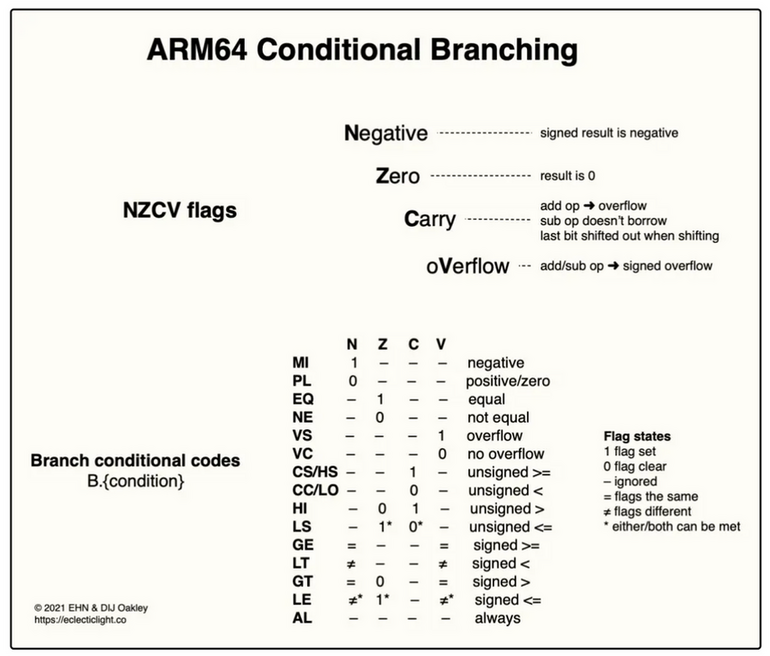 ARM64 Conditional Branching
Negative signed result is negative
Zero result is 0
NZCV flags
Carry
add op ➜ overflow
sub op doesn't borrow
last bit shifted out when shifting
oVerflow add/sub op ➜ signed overflow
N Z C V
MI 1 – – – negative
PL 0 – – – positive/zero
EQ – 1 – – equal
NE – 0 – – not equal
VS – – – 1 overflow
VC – – – 0 no overflow
CS/HS – – 1 – unsigned >=
CC/LO – – 0 – unsigned <
HI – 0 1 – unsigned >
LS – 1* 0* – unsigned <=
GE = – – = signed >=
LT ≠ – – ≠ signed <
GT = 0 – = signed >
LE ≠* 1* – ≠* signed <=
AL – – – – always
Branch conditional codes
B.{condition}
Flag states
1 flag set
0 flag clear
– ignored
= flags the same
≠ flags different
* either/both can be met
© 2021 EHN & DIJ Oakley
https://eclecticlight.co